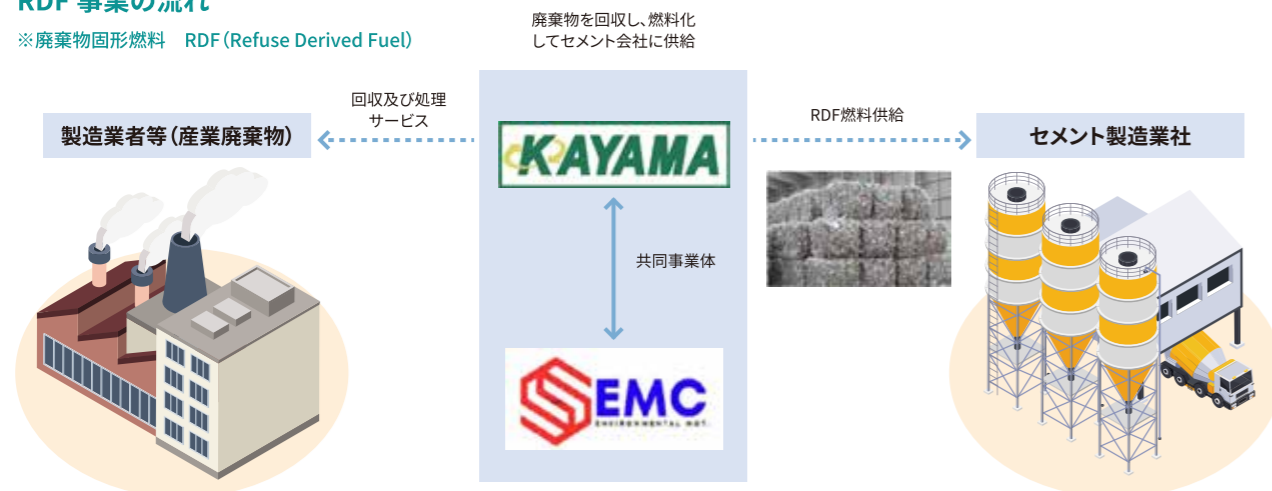 RDF 事業の流れ
※廃棄物固形燃料　RDF（Refuse Derived Fuel）
廃棄物を回収し、燃料化
してセメント会社に供給
回収及び処理
サービス
製造業者等（産業廃棄物）
KAYAMA
RDF燃料供給
セメント製造業社
共同事業体
EMC
ENVIRONMENTAL MGT.